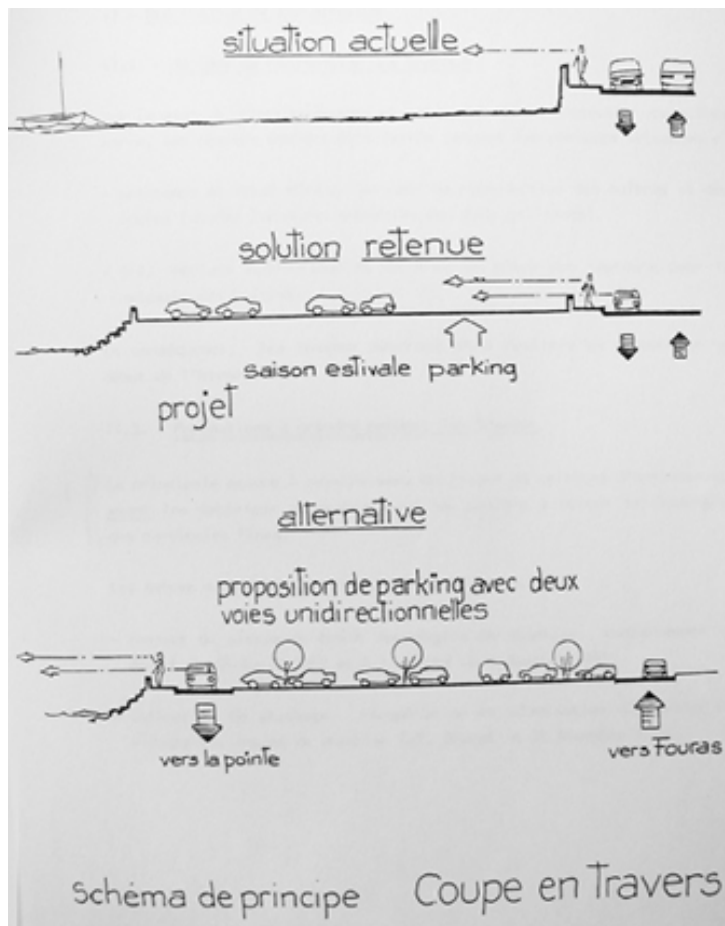 situation actuelle
solution retenue
saison estivale parking
projet
alternative
proposition de parking avec deux
voies unidirectionnelles
vers la pointe
vers Fouras
Schéma de principe
Coupe en Travers